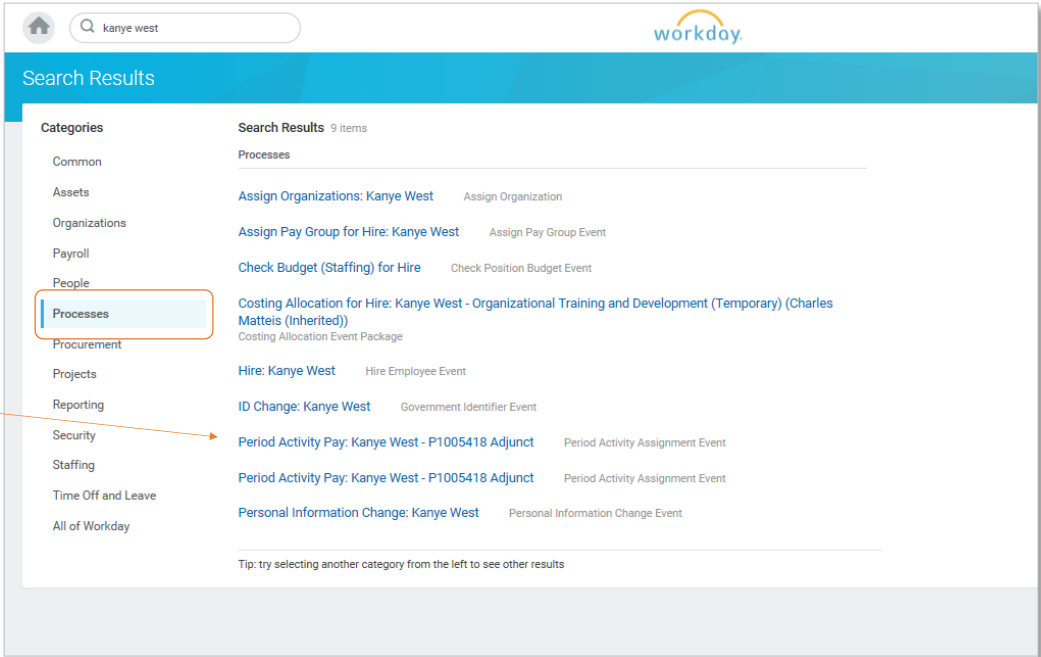 kanye west
workday.
Search Results
Categories
Common
Assets
Organizations
Payroll
People
Processes
Procurement
Projects
Reporting
Security
Staffing
Time Off and Leave
All of Workday
Search Results 9 items
Processes
Assign Organizations: Kanye West Assign Organization
Assign Pay Group for Hire: Kanye West Assign Pay Group Event
Check Budget (Staffing) for Hire Check Position Budget Event
Costing Allocation for Hire: Kanye West - Organizational Training and Development (Temporary) (Charles
Matteis (Inherited))
Costing Allocation Event Package
Hire: Kanye West Hire Employee Event
ID Change: Kanye West Government Identifier Event
Period Activity Pay: Kanye West - P1005418 Adjunct Period Activity Assignment Event
Period Activity Pay: Kanye West - P1005418 Adjunct Period Activity Assignment Event
Personal Information Change: Kanye West Personal Information Change Event
Tip: try selecting another category from the left to see other results